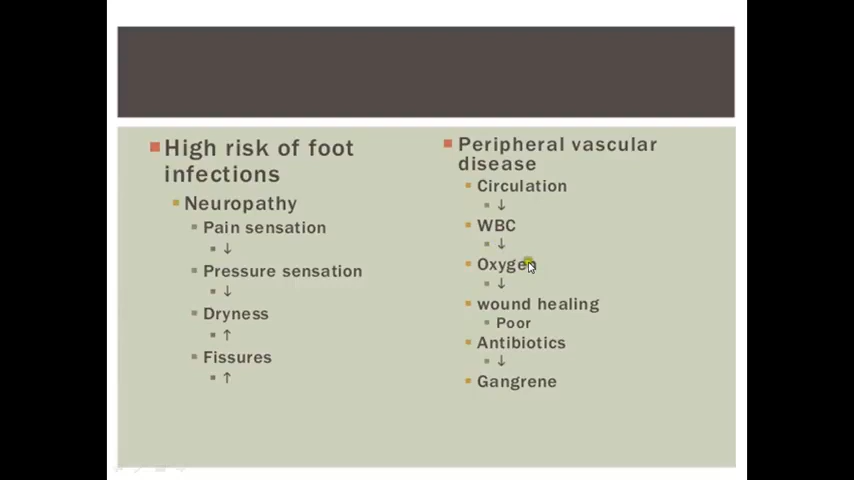 High risk of foot
infections
Neuropathy
Pain sensation
↓
Pressure sensation
↓
Dryness
↑
Fissures
↑
Peripheral vascular
disease
Circulation
↓
WBC
↓
Oxygen
↓
wound healing
Poor
Antibiotics
↓
Gangrene